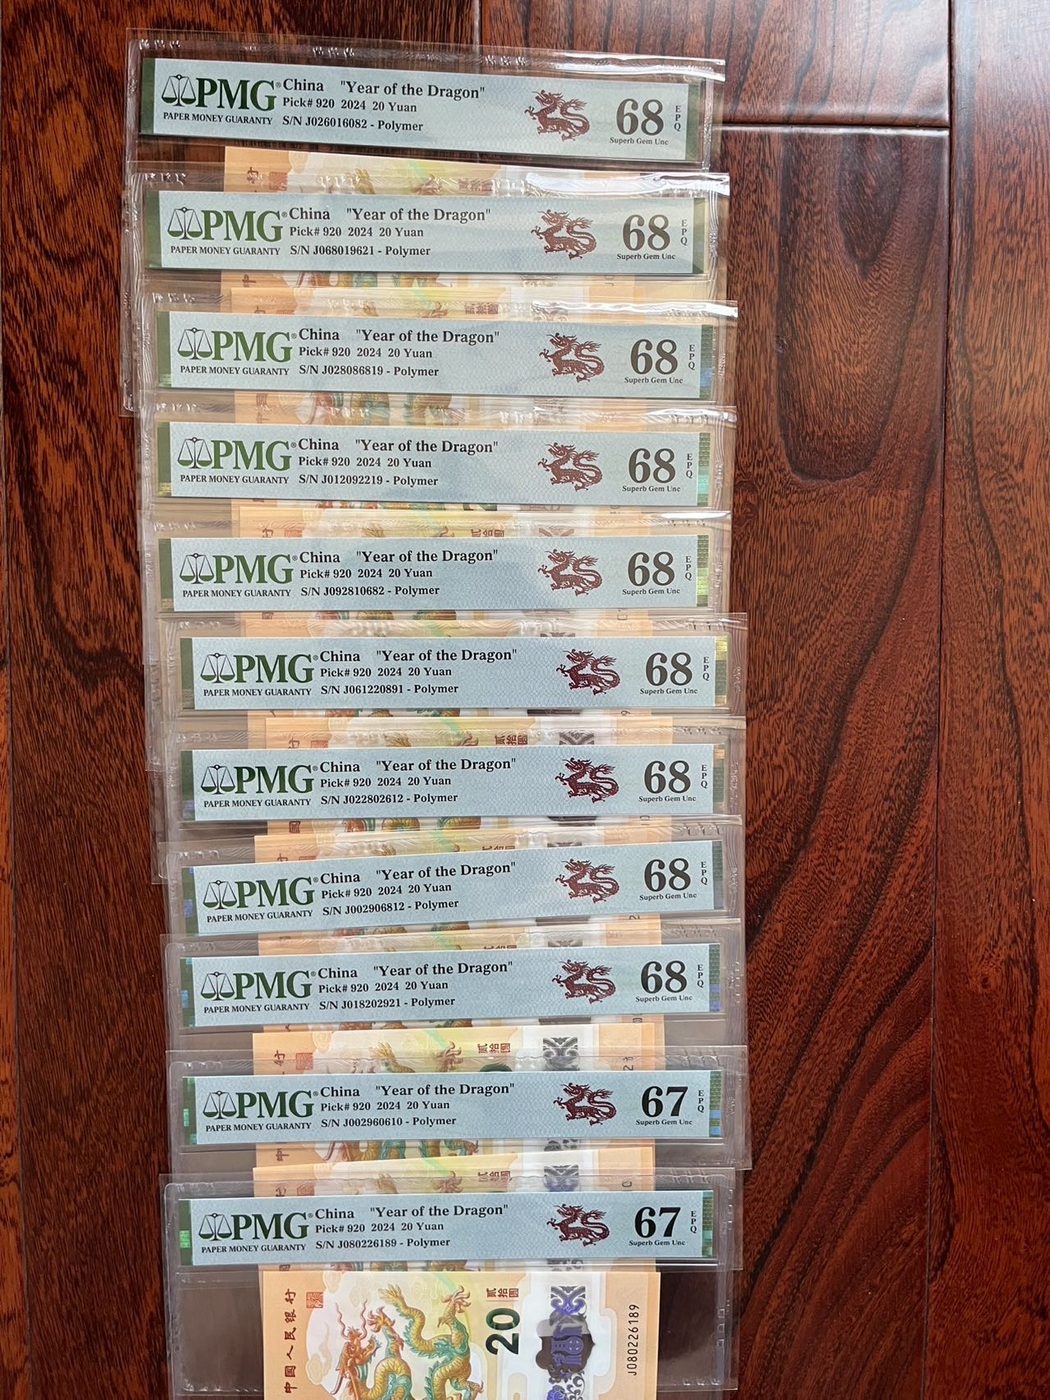 PMG® China "Year of the Dragon"
Pick# 920 2024 20 Yuan
PAPER MONEY GUARANTY S/N J026016082 - Polymer
68 EPQ
Superb Gem Unc
PMG® China "Year of the Dragon"
Pick# 920 2024 20 Yuan
PAPER MONEY GUARANTY S/N J068019621 - Polymer
68 EPQ
Superb Gem Unc
PMG® China "Year of the Dragon"
Pick# 920 2024 20 Yuan
PAPER MONEY GUARANTY S/N J028086819 - Polymer
68 EPQ
Superb Gem Unc
PMG® China "Year of the Dragon"
Pick# 920 2024 20 Yuan
PAPER MONEY GUARANTY S/N J012092219 - Polymer
68 EPQ
Superb Gem Unc
PMG® China "Year of the Dragon"
Pick# 920 2024 20 Yuan
PAPER MONEY GUARANTY S/N J092810682 - Polymer
68 EPQ
Superb Gem Unc
PMG® China "Year of the Dragon"
Pick# 920 2024 20 Yuan
PAPER MONEY GUARANTY S/N J061220891 - Polymer
68 EPQ
Superb Gem Unc
貳拾圓
PMG® China "Year of the Dragon"
Pick# 920 2024 20 Yuan
PAPER MONEY GUARANTY S/N J022802612 - Polymer
68 EPQ
Superb Gem Unc
PMG® China "Year of the Dragon"
Pick# 920 2024 20 Yuan
PAPER MONEY GUARANTY S/N J002906812 - Polymer
68 EPQ
Superb Gem Unc
PMG® China "Year of the Dragon"
Pick# 920 2024 20 Yuan
PAPER MONEY GUARANTY S/N J018202921 - Polymer
68 EPQ
Superb Gem Unc
行
貳拾圓
PMG® China "Year of the Dragon"
Pick# 920 2024 20 Yuan
PAPER MONEY GUARANTY S/N J002960610 - Polymer
67 EPQ
Superb Gem Unc
PMG® China "Year of the Dragon"
Pick# 920 2024 20 Yuan
PAPER MONEY GUARANTY S/N J080226189 - Polymer
67 EPQ
Superb Gem Unc
中国人民银行
貳拾圓
20
J080226189